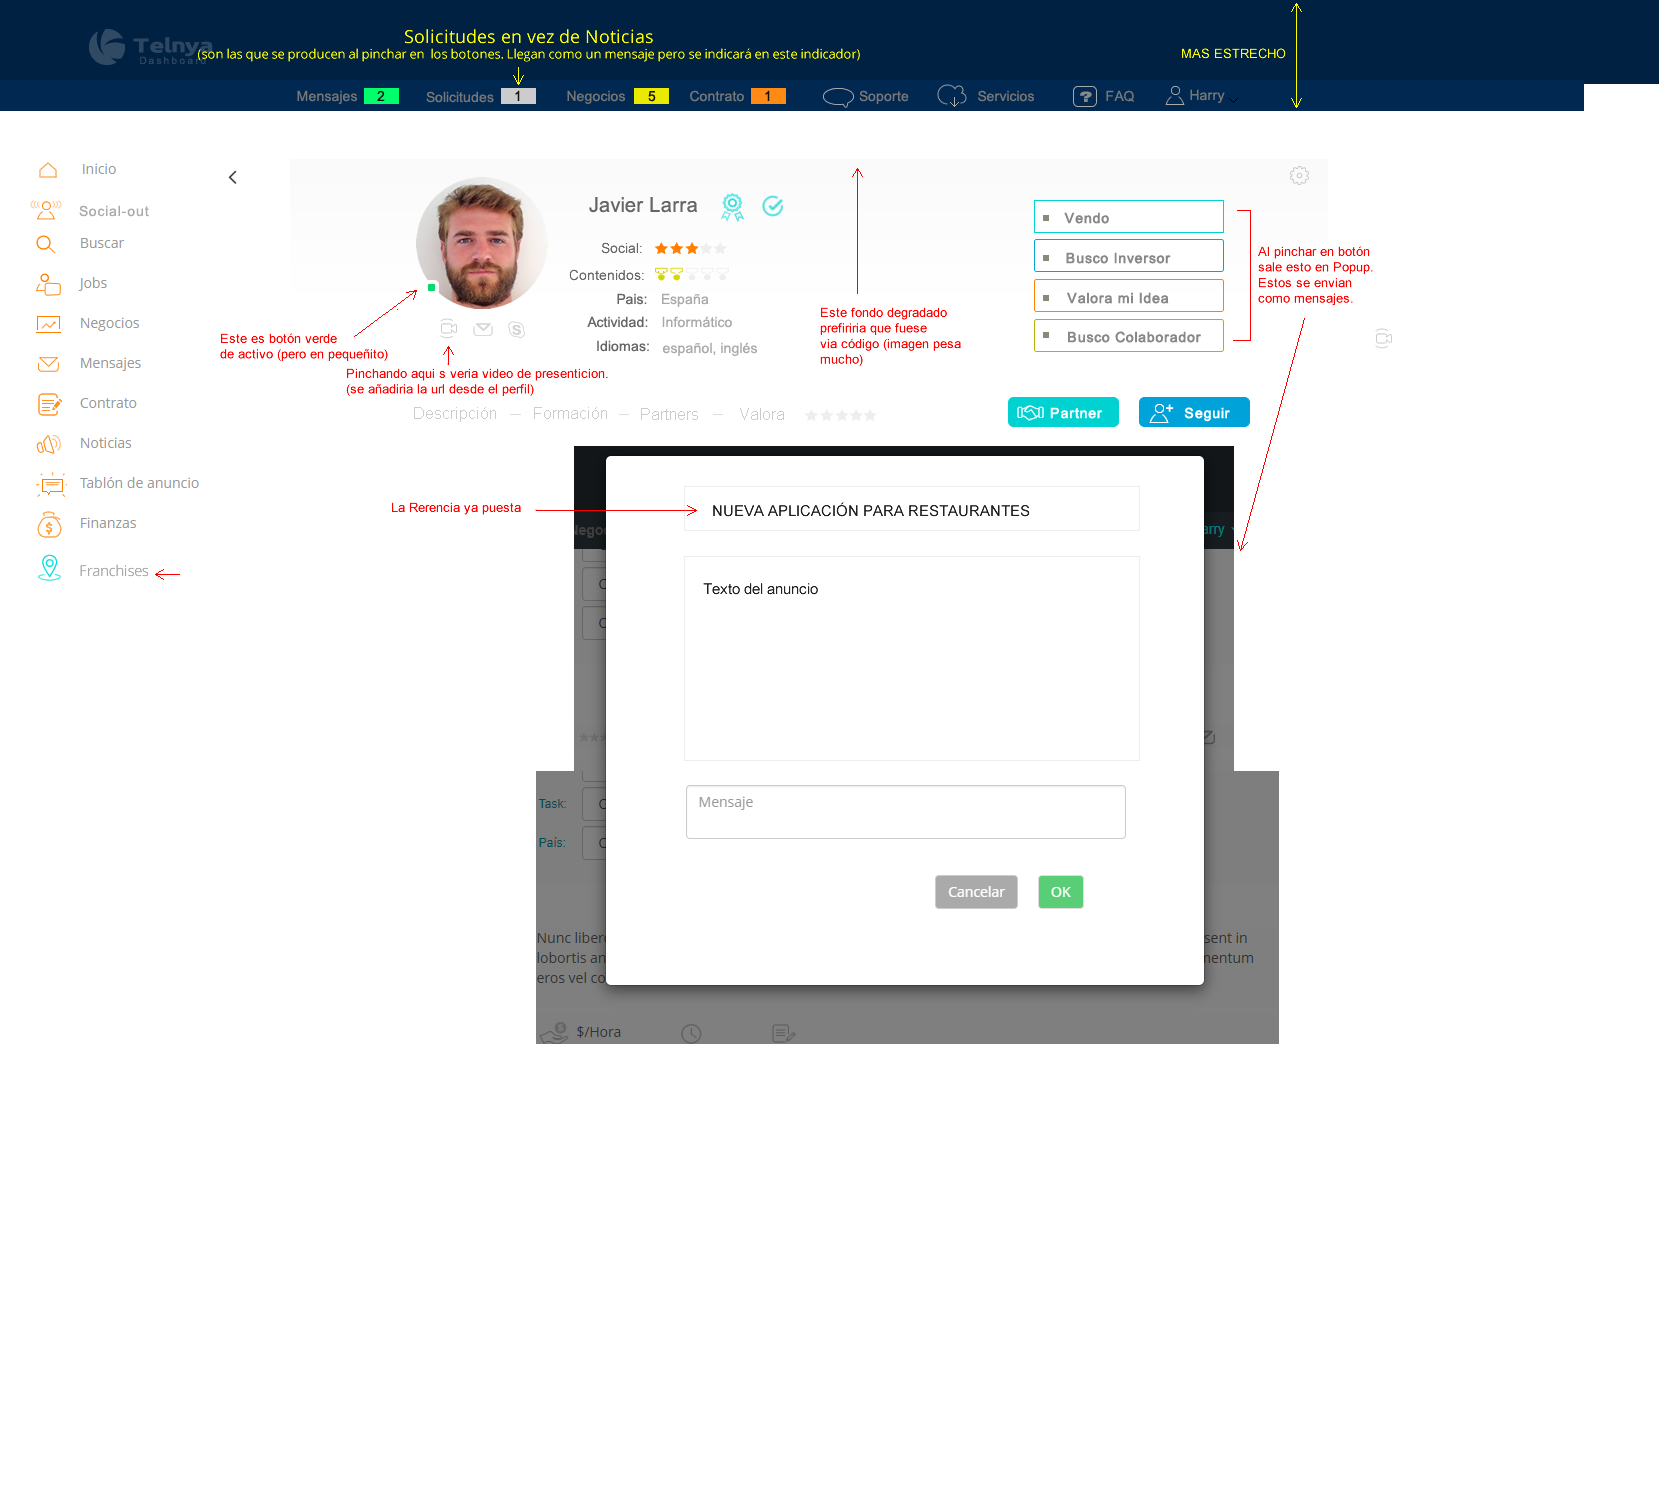 Telnya
Dashboard
Solicitudes en vez de Noticias
(son las que se producen al pinchar en los botones. Llegan como un mensaje pero se indicará en este indicador)
MAS ESTRECHO
Mensajes 2 Solicitudes 1 Negocios 5 Contrato 1 Soporte Servicios FAQ Harry
Inicio
Social-out
Buscar
Jobs
Negocios
Mensajes
Contrato
Noticias
Tablón de anuncio
Finanzas
Franchises
Javier Larra
Social:
Contenidos:
Pais: España
Actividad: Informático
Idiomas: español, inglés
Vendo
Busco Inversor
Valora mi Idea
Busco Colaborador
Al pinchar en botón
sale esto en Popup.
Estos se envian
como mensajes.
Este es botón verde
de activo (pero en pequeñito)
Este fondo degradado
prefiriria que fuese
via código (imagen pesa
mucho)
Pinchando aqui s veria video de presenticion.
(se añadiria la url desde el perfil)
Descripción — Formación — Partners — Valora
Partner
Seguir
La Rerencia ya puesta
NUEVA APLICACIÓN PARA RESTAURANTES
Negoc
arry
Texto del anuncio
Task:
País:
Mensaje
Cancelar
OK
Nunc liber sent in
lobortis an mentum
eros vel co
$/Hora